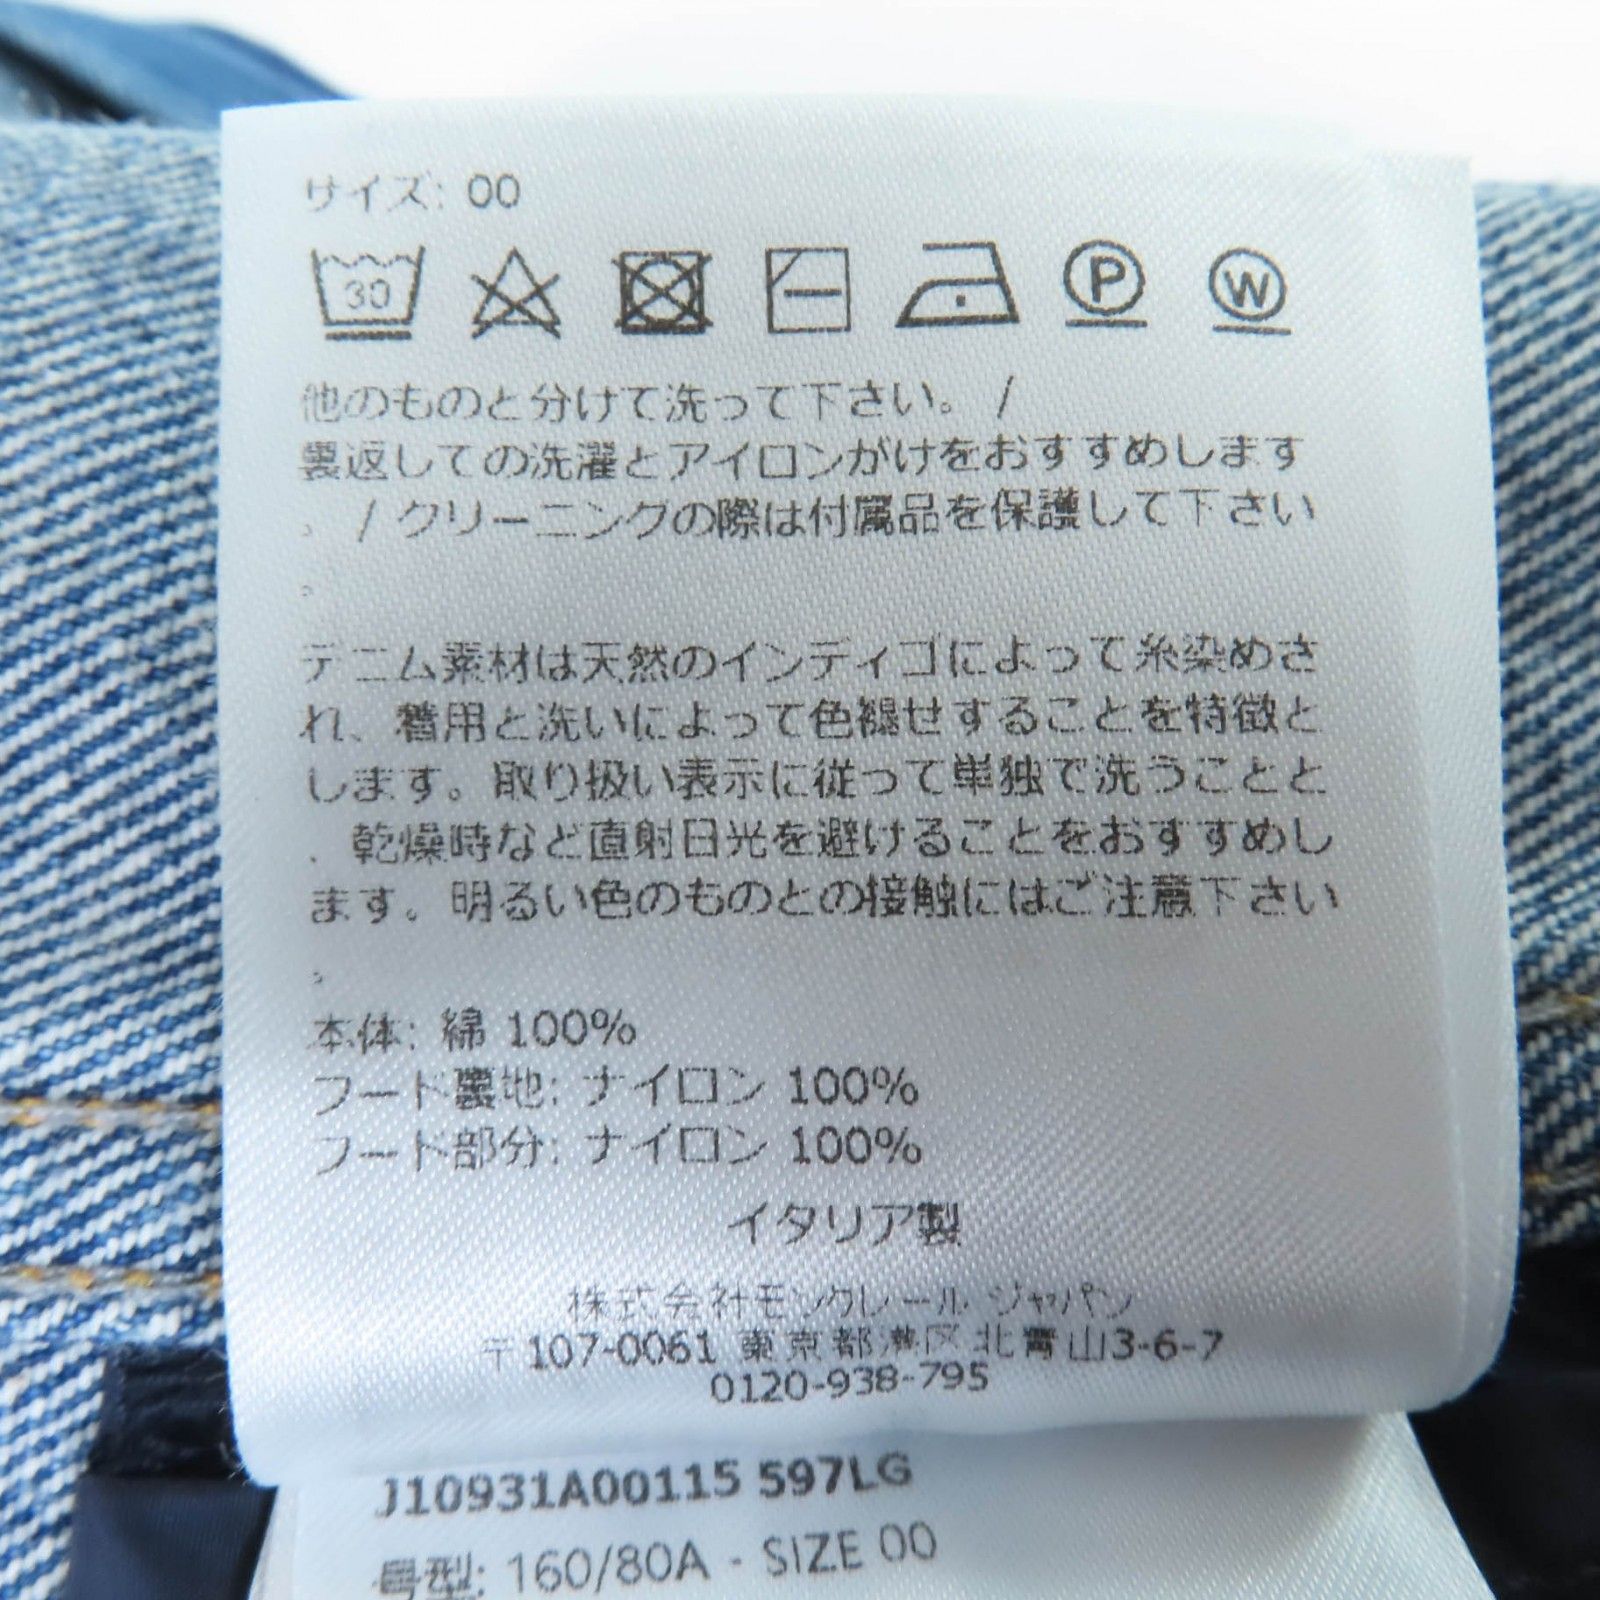 サイズ: 00
30 P W
他のものと分けて洗って下さい。 /
裏返しての洗濯とアイロンがけをおすすめします
。 / クリーニングの際は付属品を保護して下さい
。
デニム素材は天然のインディゴによって糸染めさ
れ、着用と洗いによって色褪せすることを特徴と
します。取り扱い表示に従って単独で洗うことと
、乾燥時など直射日光を避けることをおすすめし
ます。明るい色のものとの接触にはご注意下さい
。
本体: 綿 100%
フード裏地: ナイロン 100%
フード部分: ナイロン 100%
イタリア製
株式会社モンクレール ジャパン
〒107-0061 東京都港区北青山3-6-7
0120-938-795
J10931A00115 597LG
号型: 160/80A - SIZE 00